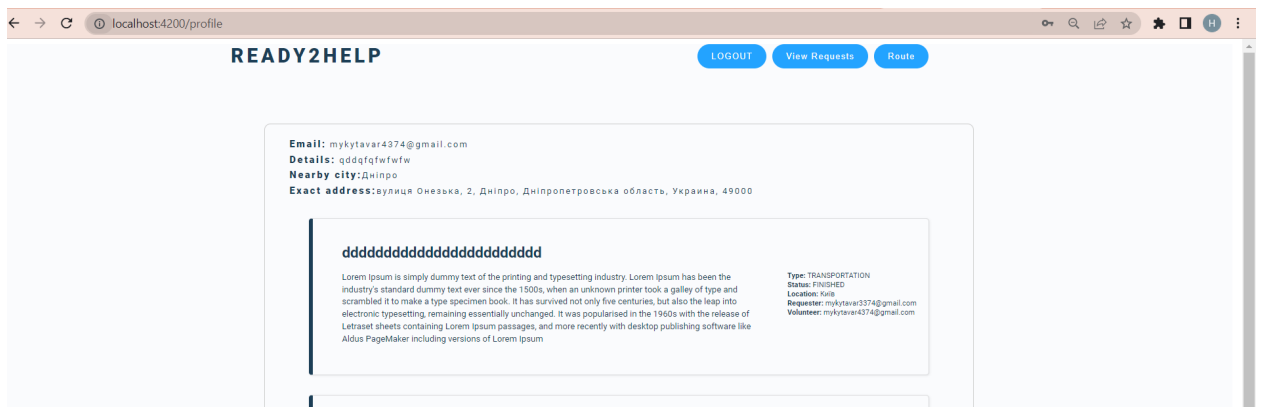 localhost:4200/profile
H
READY2HELP
LOGOUT View Requests Route
Email: mykytavar4374@gmail.com
Details: qddqfqfwfwfw
Nearby city:Дніпро
Exact address:вулиця Онезька, 2, Дніпро, Дніпропетровська область, Украина, 49000
dddddddddddddddddddddddd
Lorem Ipsum is simply dummy text of the printing and typesetting industry. Lorem Ipsum has been the
industry's standard dummy text ever since the 1500s, when an unknown printer took a galley of type and
scrambled it to make a type specimen book. It has survived not only five centuries, but also the leap into
electronic typesetting, remaining essentially unchanged. It was popularised in the 1960s with the release of
Letraset sheets containing Lorem Ipsum passages, and more recently with desktop publishing software like
Aldus PageMaker including versions of Lorem Ipsum
Type: TRANSPORTATION
Status: FINISHED
Location: Київ
Requester: mykytavar3374@gmail.com
Volunteer: mykytavar4374@gmail.com